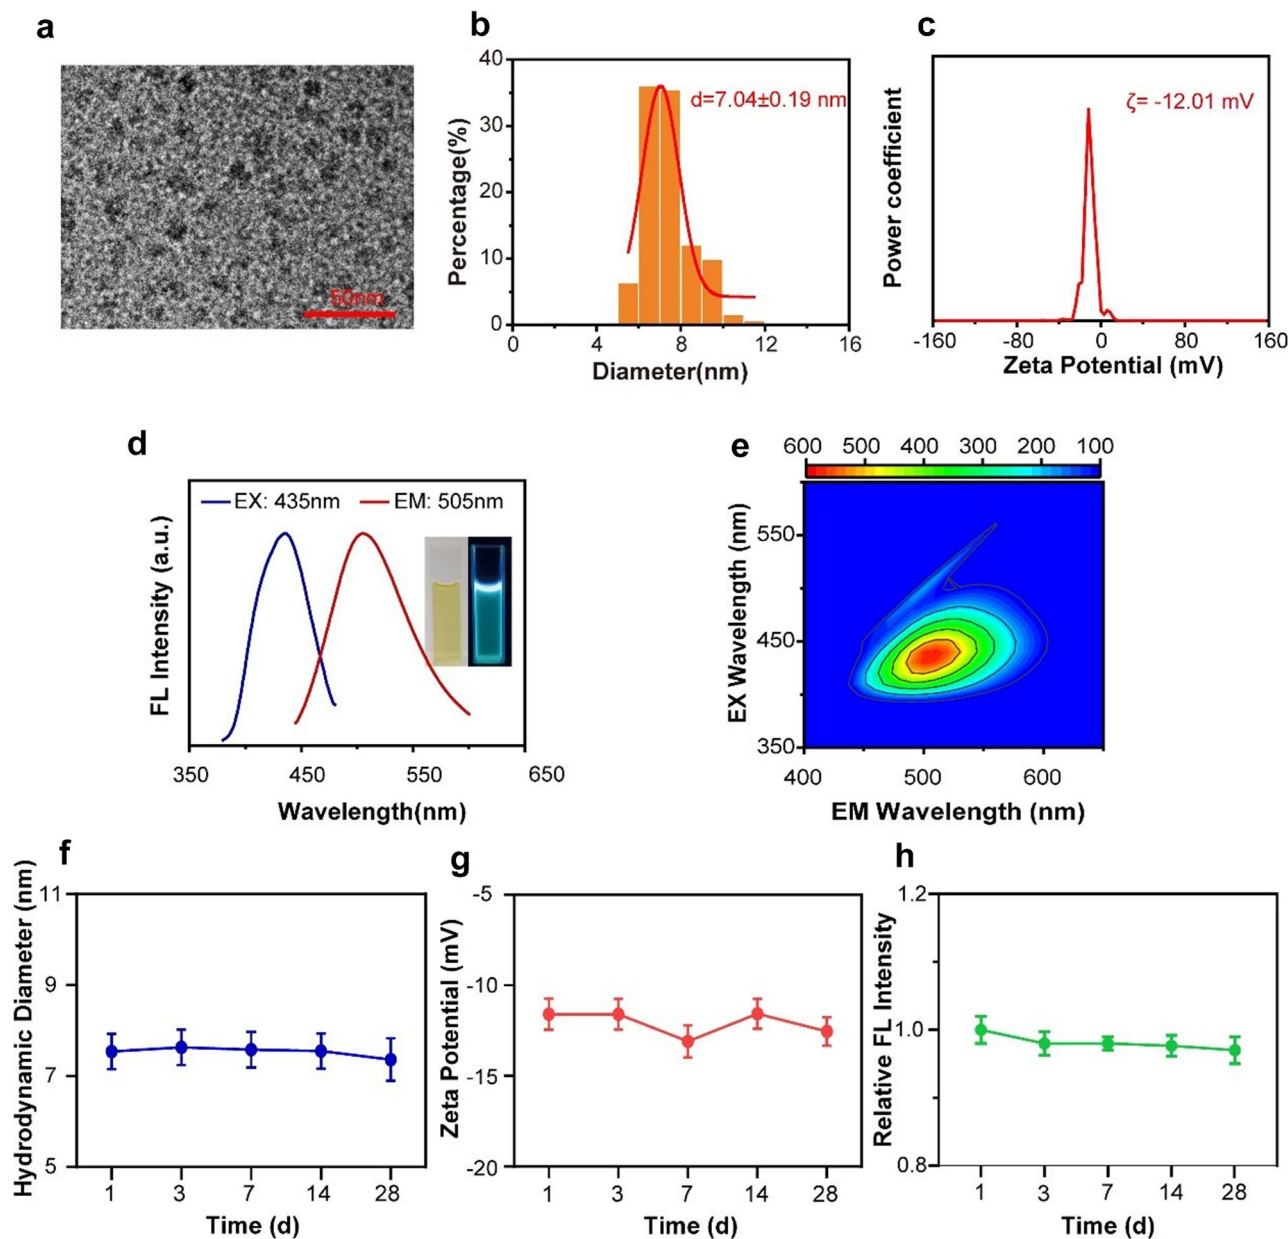 a
50nm
b
40
30
20
10
0
Percentage(%)
d=7.04±0.19 nm
0 4 8 12 16
Diameter(nm)
c
Power coefficient
ζ= -12.01 mV
-160 -80 0 80 160
Zeta Potential (mV)
d
EX: 435nm EM: 505nm
FL Intensity (a.u.)
350 450 550 650
Wavelength(nm)
e
600 500 400 300 200 100
550
450
350
EX Wavelength (nm)
400 500 600
EM Wavelength (nm)
f
11
9
7
5
Hydrodynamic Diameter (nm)
1 3 7 14 28
Time (d)
g
-5
-10
-15
-20
Zeta Potential (mV)
1 3 7 14 28
Time (d)
h
1.2
1.0
0.8
Relative FL Intensity
1 3 7 14 28
Time (d)